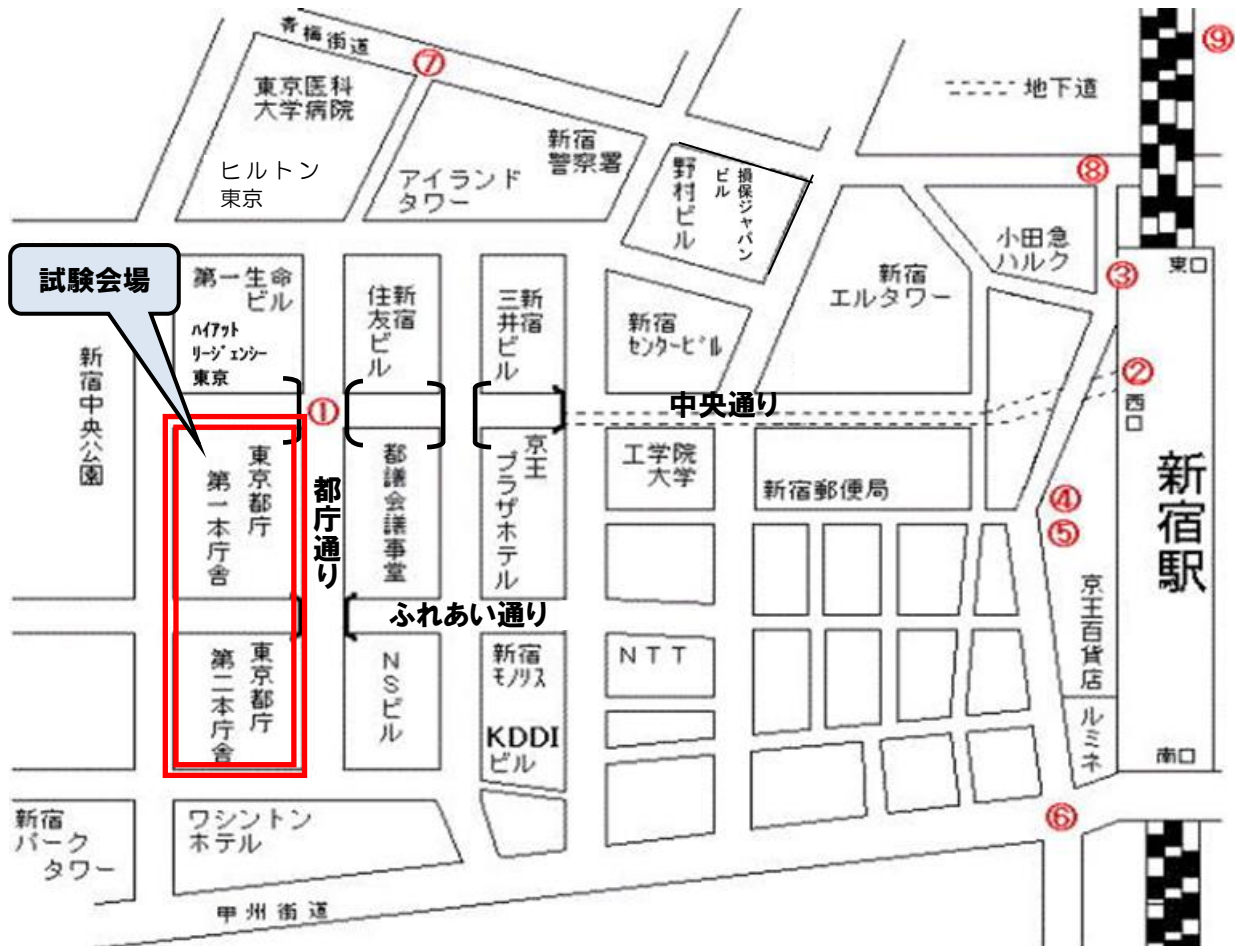 青梅街道
⑦
⑨
東京医科
大学病院
地下道
新宿
警察署
ヒルトン
東京
アイランド
タワー
野村ビル
損保ジャパン
ビル
⑧
小田急
ハルク
試験会場
第一生命
ビル
ハイアット
リージェンシー
東京
新宿
住友ビル
新宿
三井ビル
新宿
センタービル
新宿
エルタワー
③
東口
新宿中央公園
①
中央通り
②
西口
東京都庁
第一本庁舎
都庁通り
都議会議事堂
京王
プラザホテル
工学院
大学
新宿郵便局
④
⑤
新宿駅
ふれあい通り
京王百貨店
東京都庁
第二本庁舎
NSビル
新宿
モノリス
KDDI
ビル
NTT
ルミネ
南口
⑥
新宿
パーク
タワー
ワシントン
ホテル
甲州街道